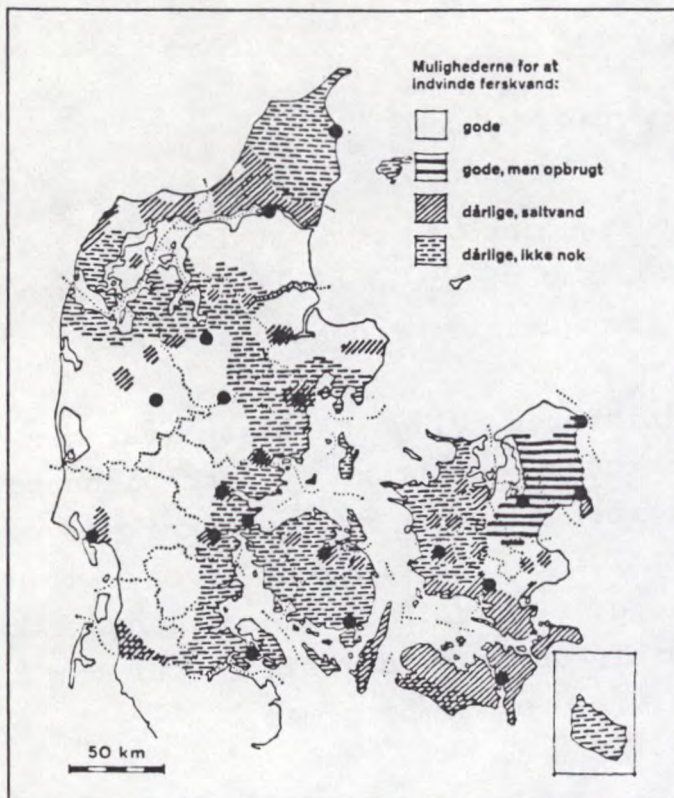 Mulighederne for at
indvinde ferskvand:
gode
gode, men opbrugt
dårlige, saltvand
dårlige, ikke nok
50 km